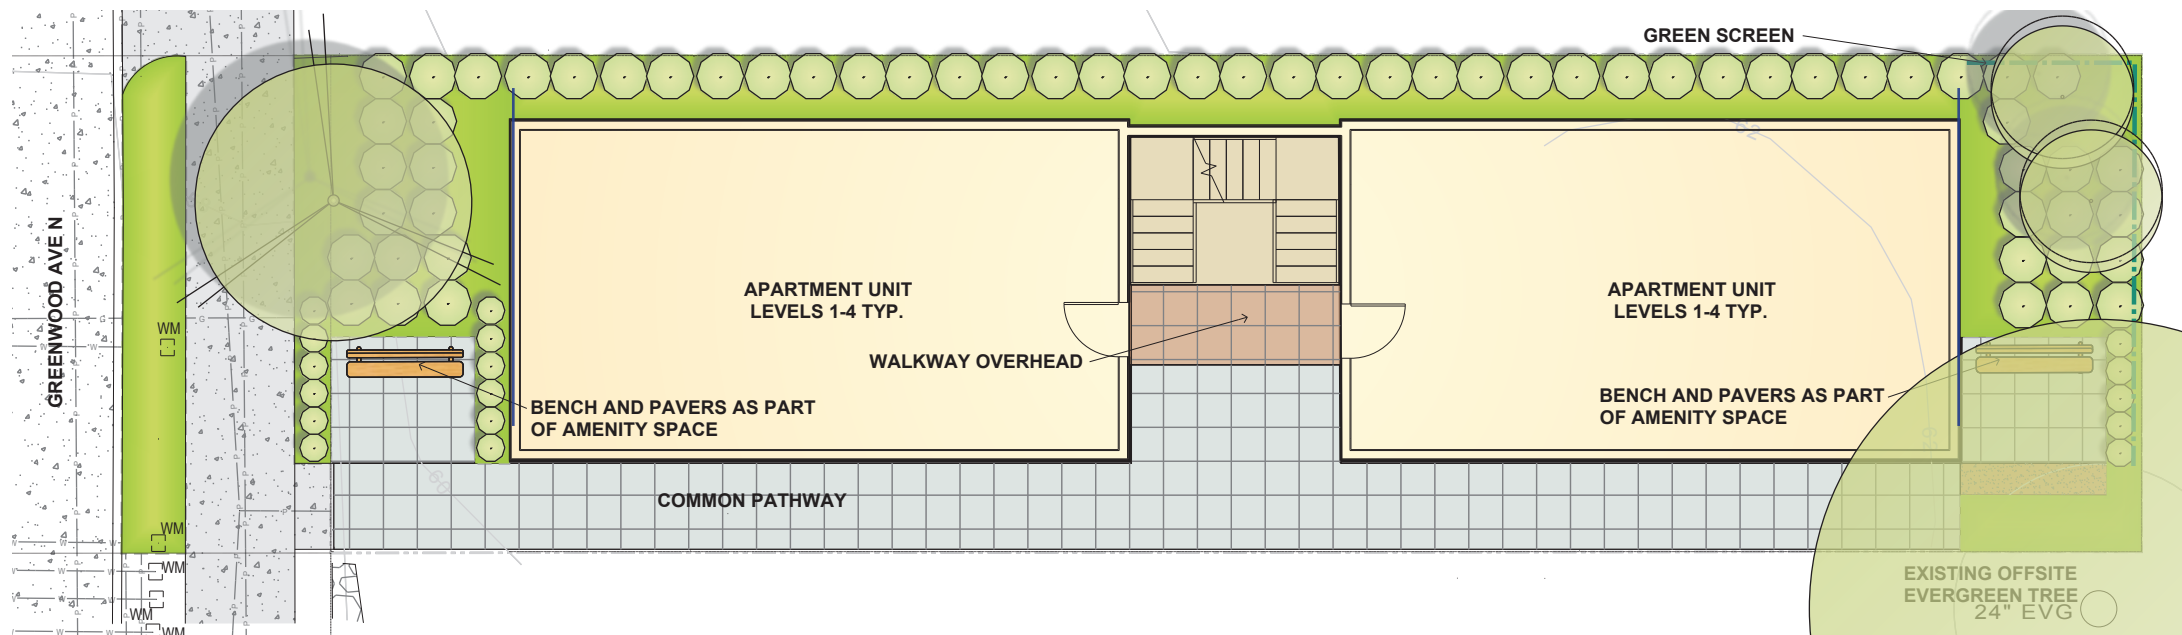 GREEN SCREEN
GREENWOOD AVE N
62
APARTMENT UNIT
LEVELS 1-4 TYP.
APARTMENT UNIT
LEVELS 1-4 TYP.
WM
WALKWAY OVERHEAD
BENCH AND PAVERS AS PART
OF AMENITY SPACE
BENCH AND PAVERS AS PART
OF AMENITY SPACE
60
COMMON PATHWAY
WM
WM
WM
WM
EXISTING OFFSITE
EVERGREEN TREE
24" EVG